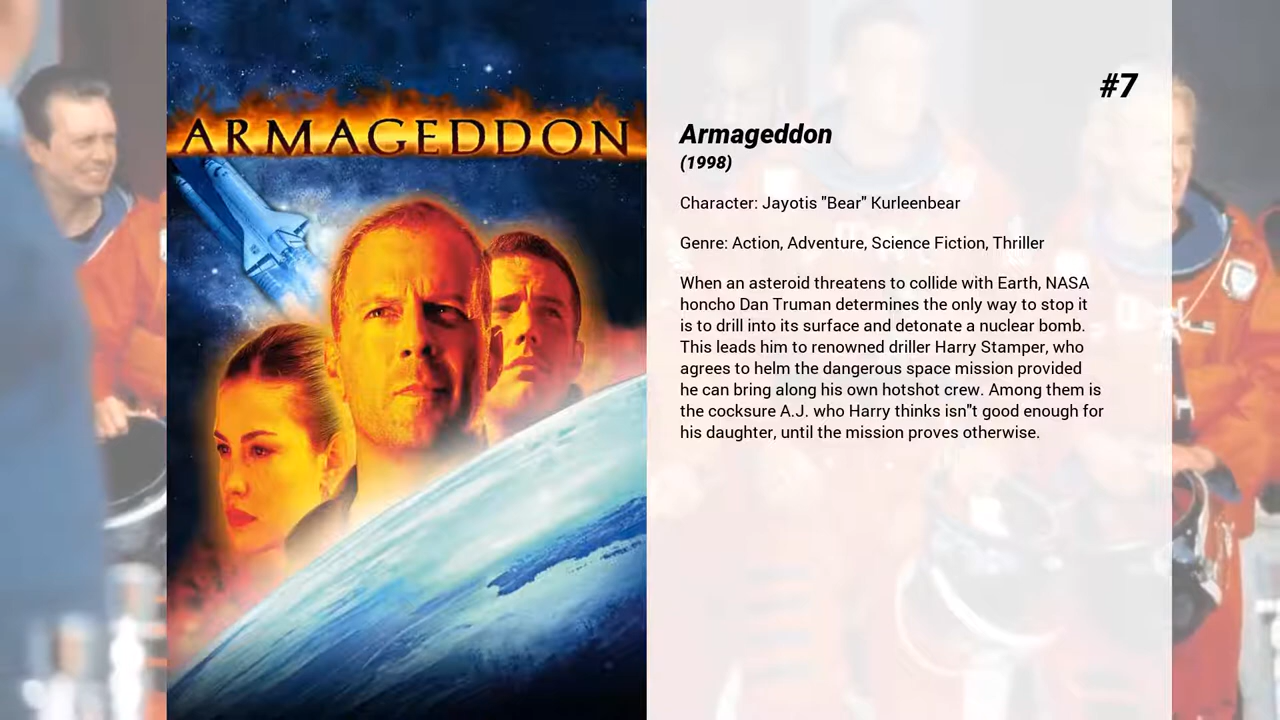 ARMAGEDDON
#7
Armageddon
(1998)
Character: Jayotis "Bear" Kurleenbear
Genre: Action, Adventure, Science Fiction, Thriller
When an asteroid threatens to collide with Earth, NASA
honcho Dan Truman determines the only way to stop it
is to drill into its surface and detonate a nuclear bomb.
This leads him to renowned driller Harry Stamper, who
agrees to helm the dangerous space mission provided
he can bring along his own hotshot crew. Among them is
the cocksure A.J. who Harry thinks isn"t good enough for
his daughter, until the mission proves otherwise.